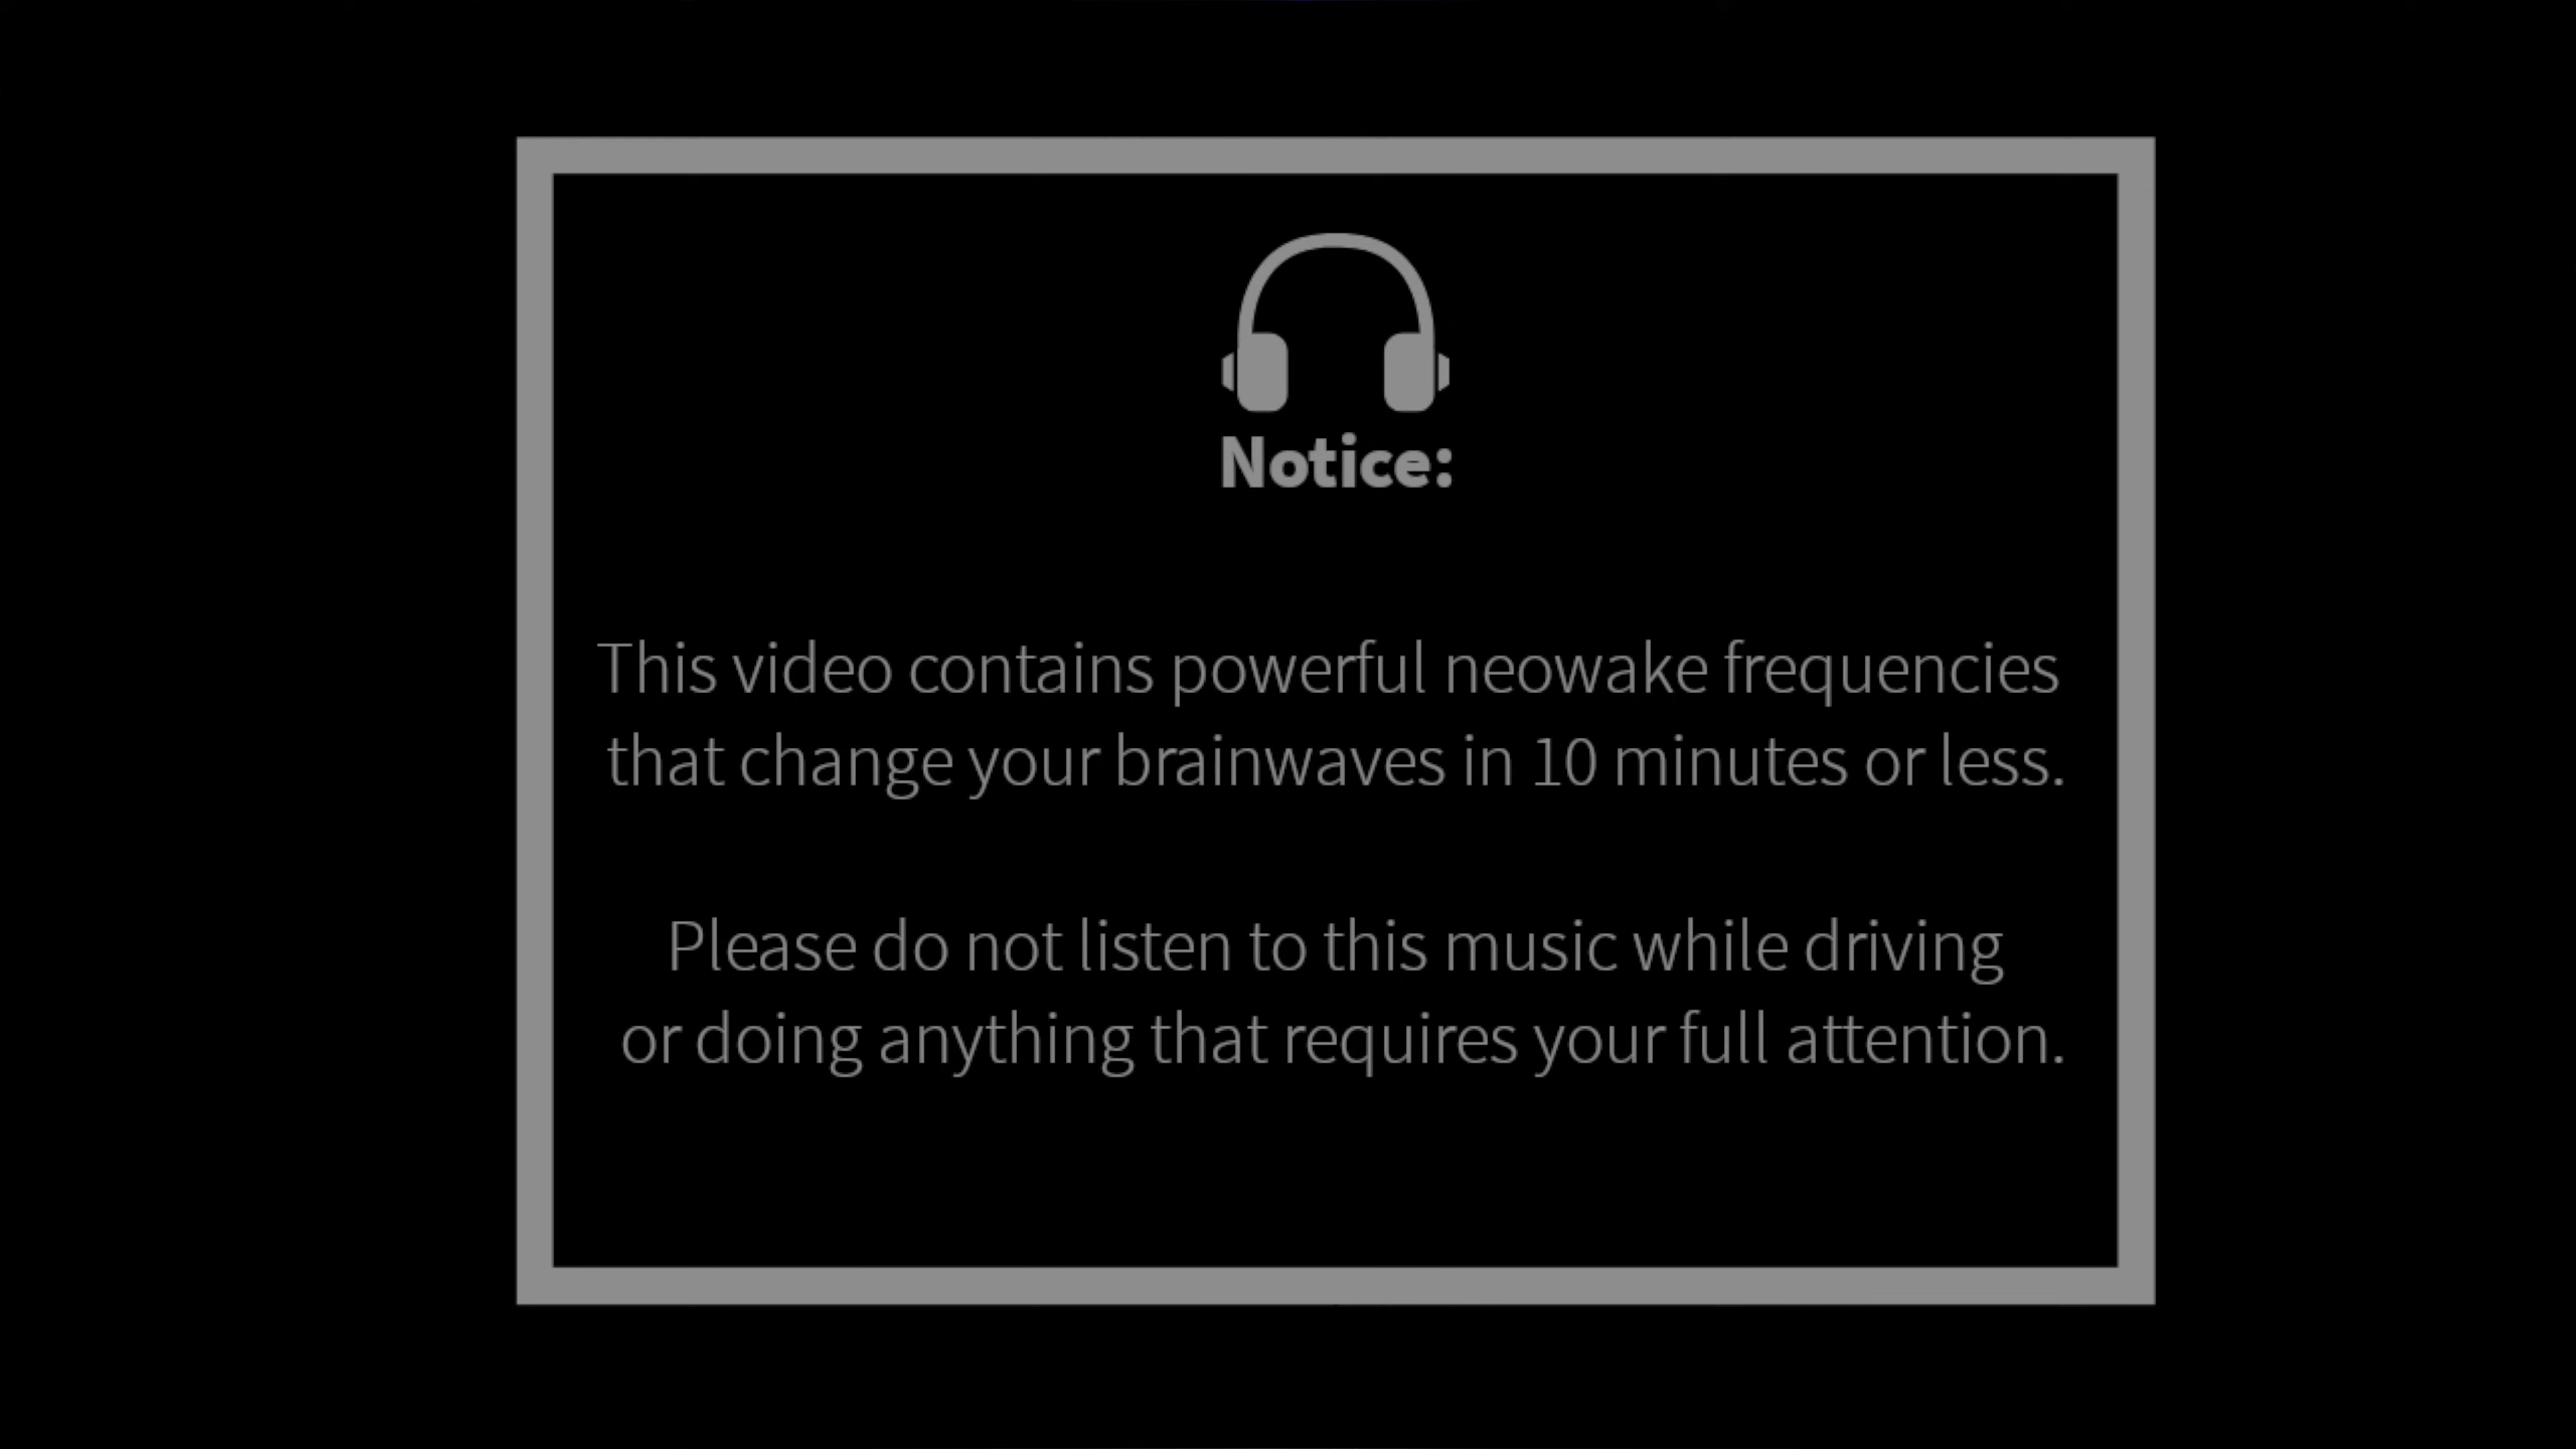 Notice:
This video contains powerful neowake frequencies
that change your brainwaves in 10 minutes or less.
Please do not listen to this music while driving
or doing anything that requires your full attention.